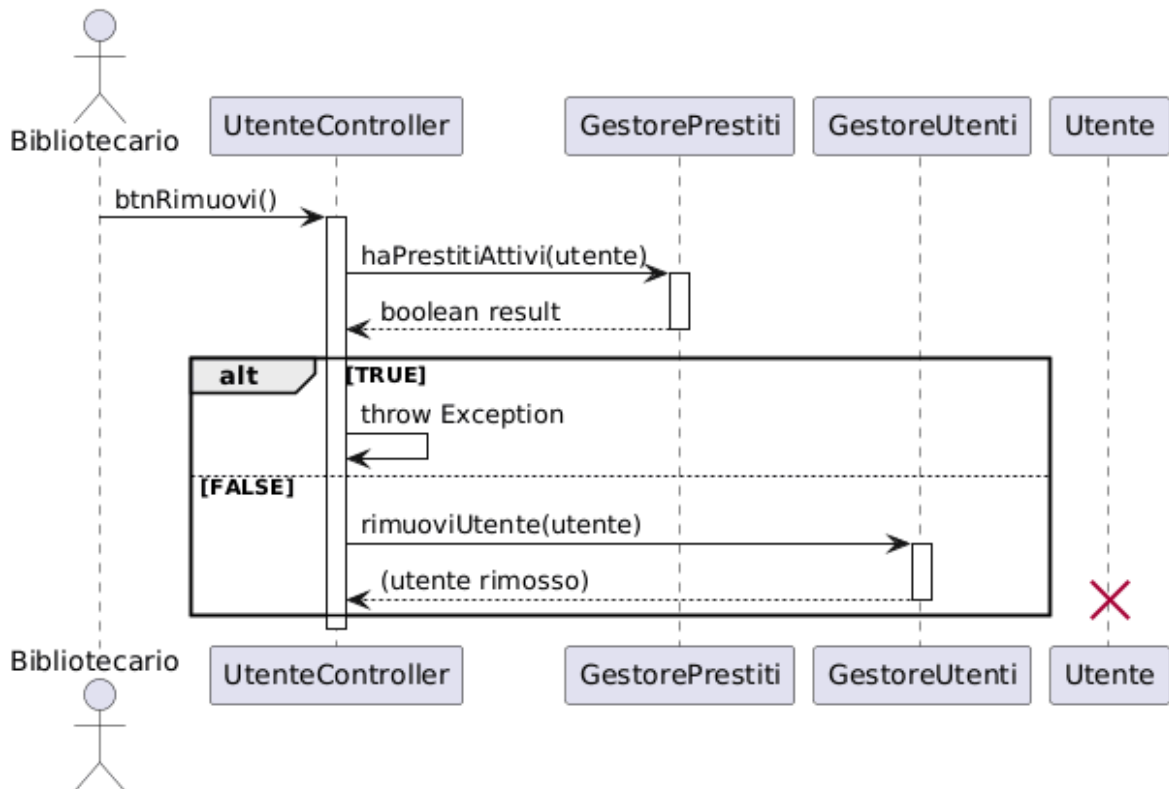 Bibliotecario
UtenteController
GestorePrestiti
GestoreUtenti
Utente
btnRimuovi()
haPrestitiAttivi(utente)
boolean result
alt
[TRUE]
throw Exception
[FALSE]
rimuoviUtente(utente)
(utente rimosso)
Bibliotecario
UtenteController
GestorePrestiti
GestoreUtenti
Utente